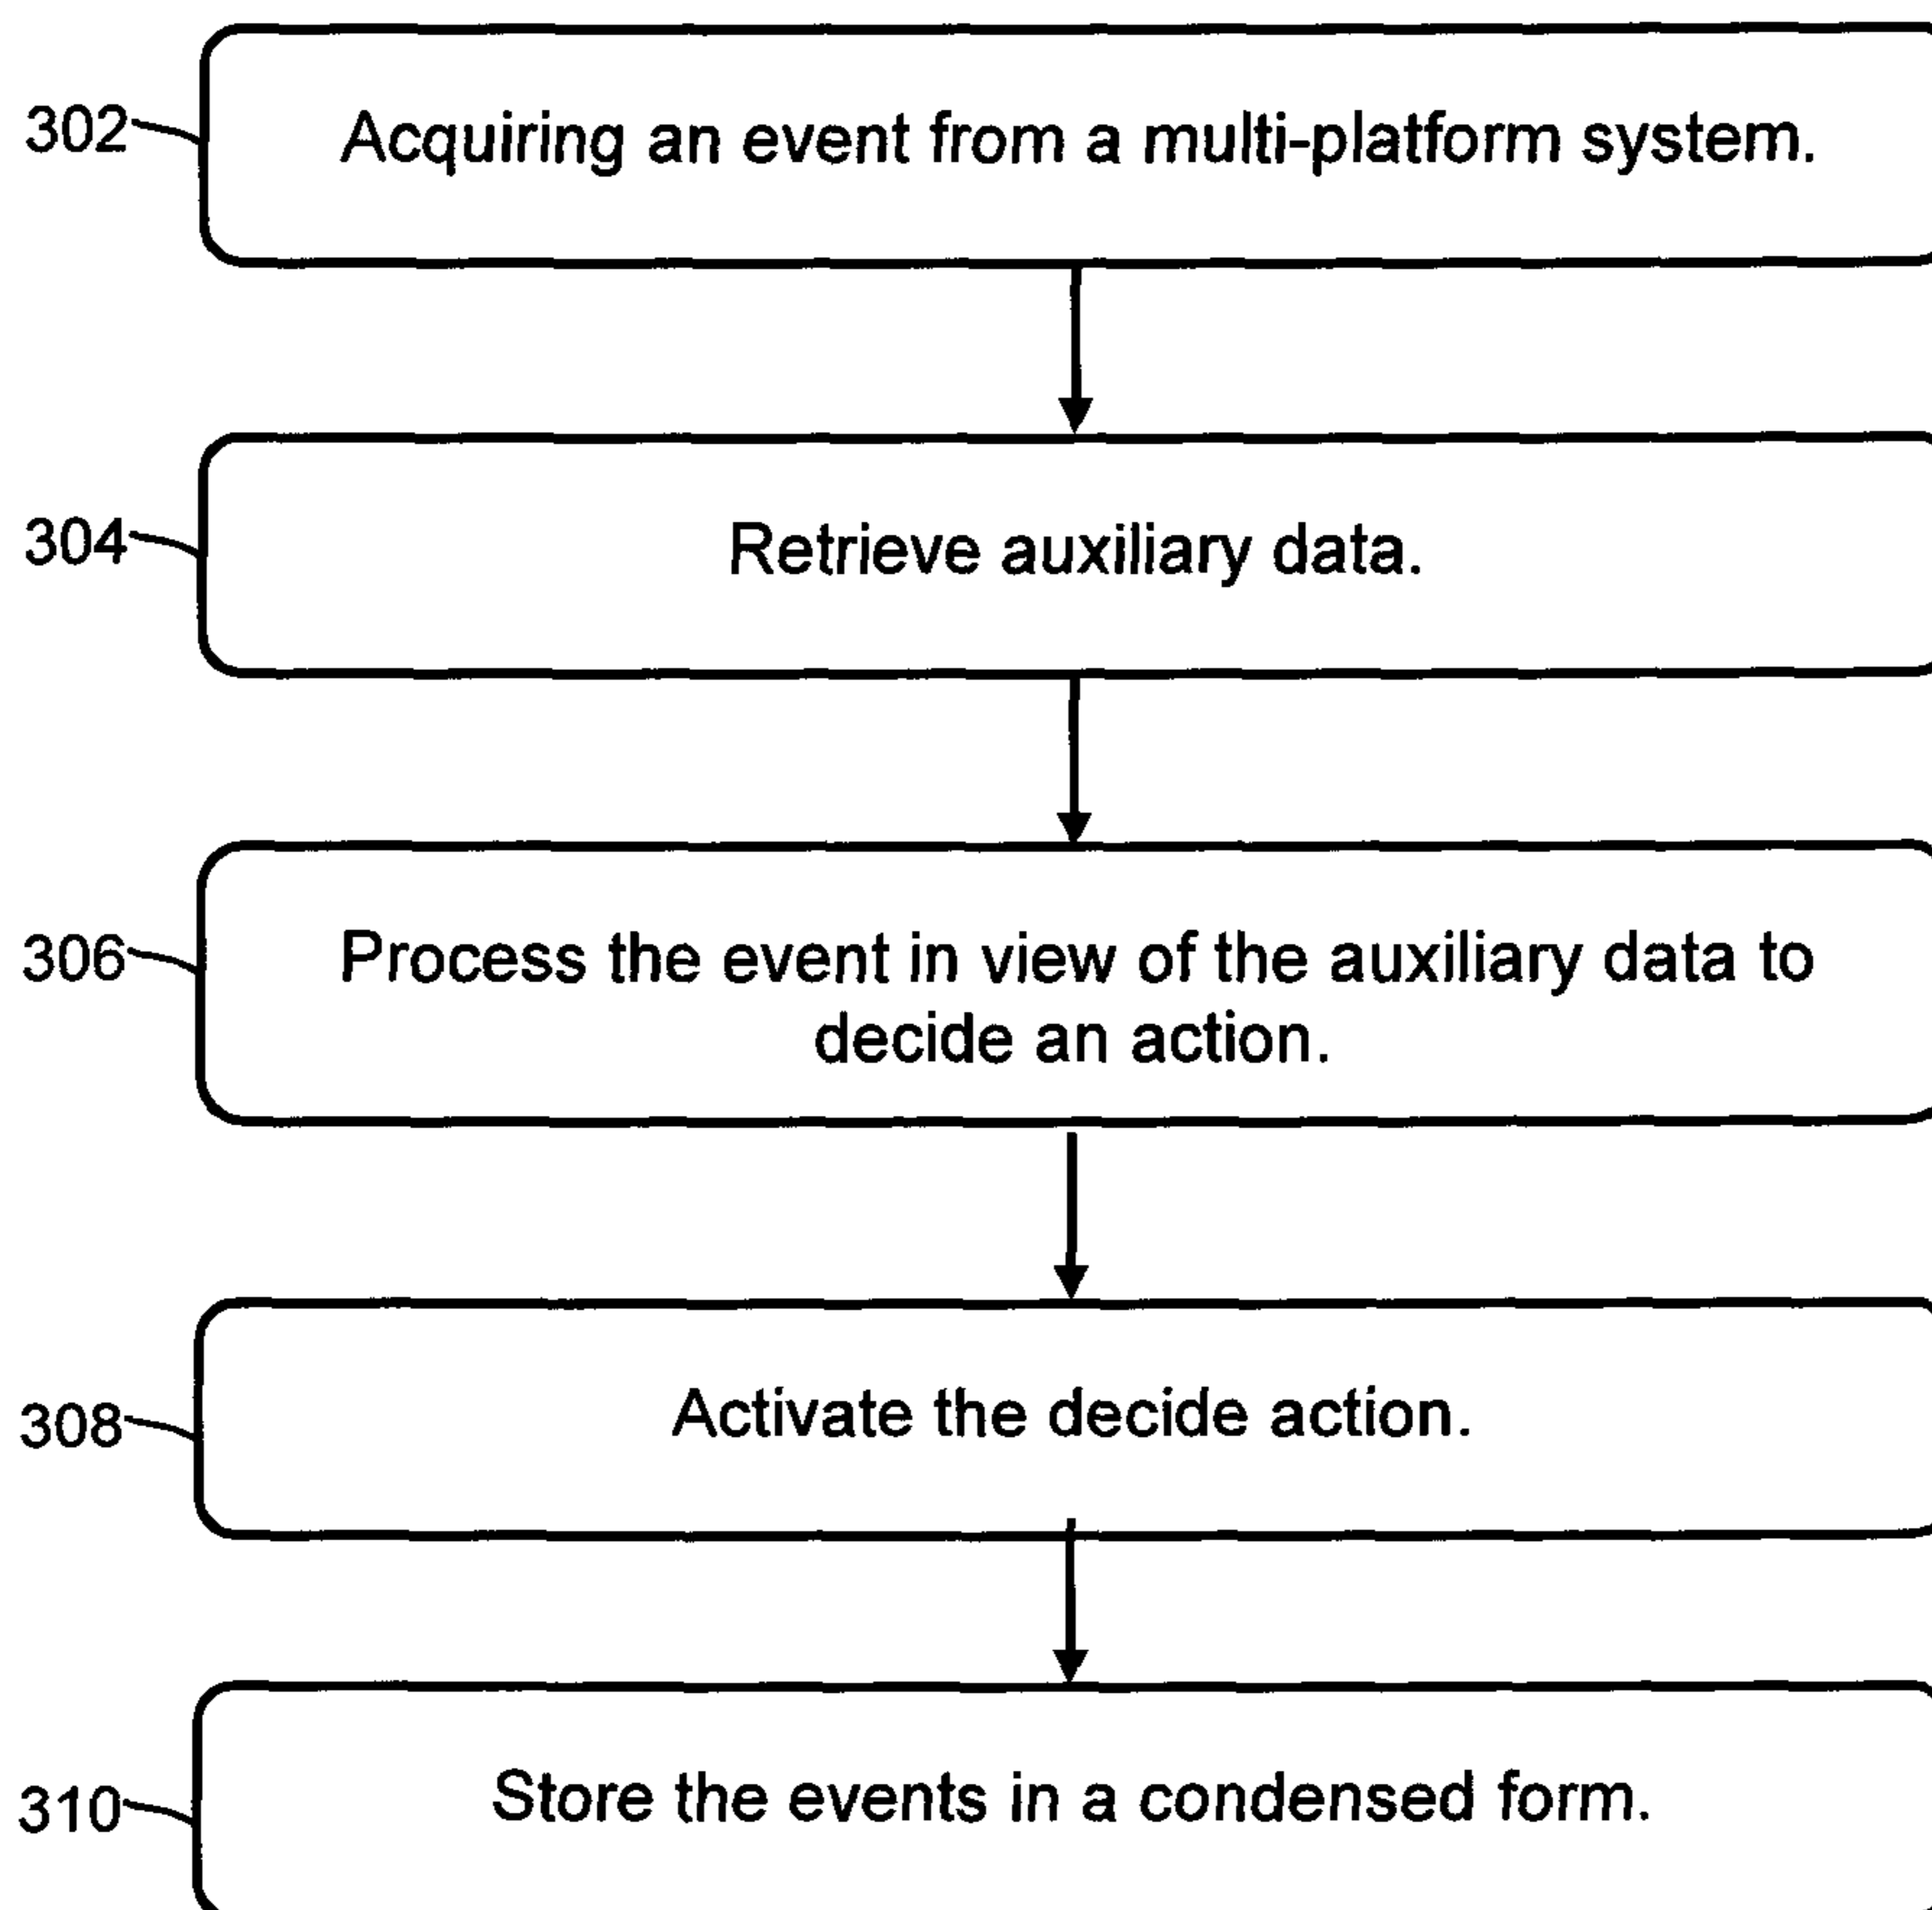 302 Acquiring an event from a multi-platform system.
304 Retrieve auxiliary data.
306 Process the event in view of the auxiliary data to
decide an action.
308 Activate the decide action.
310 Store the events in a condensed form.